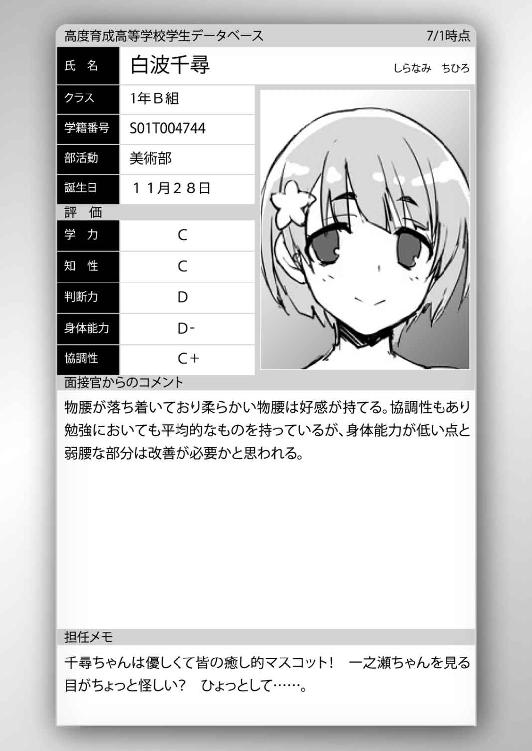 高度育成高等学校学生データベース 7/1時点
氏 名 白波千尋 しらなみ ちひろ
クラス 1年B組
学籍番号 S01T004744
部活動 美術部
誕生日 11月28日
評 価
学 力 C
知 性 C
判断力 D
身体能力 D-
協調性 C+
面接官からのコメント
物腰が落ち着いており柔らかい物腰は好感が持てる。協調性もあり
勉強においても平均的なものを持っているが、身体能力が低い点と
弱腰な部分は改善が必要かと思われる。
担任メモ
千尋ちゃんは優しくて皆の癒し的マスコット! 一之瀬ちゃんを見る
目がちょっと怪しい? ひょっとして……。